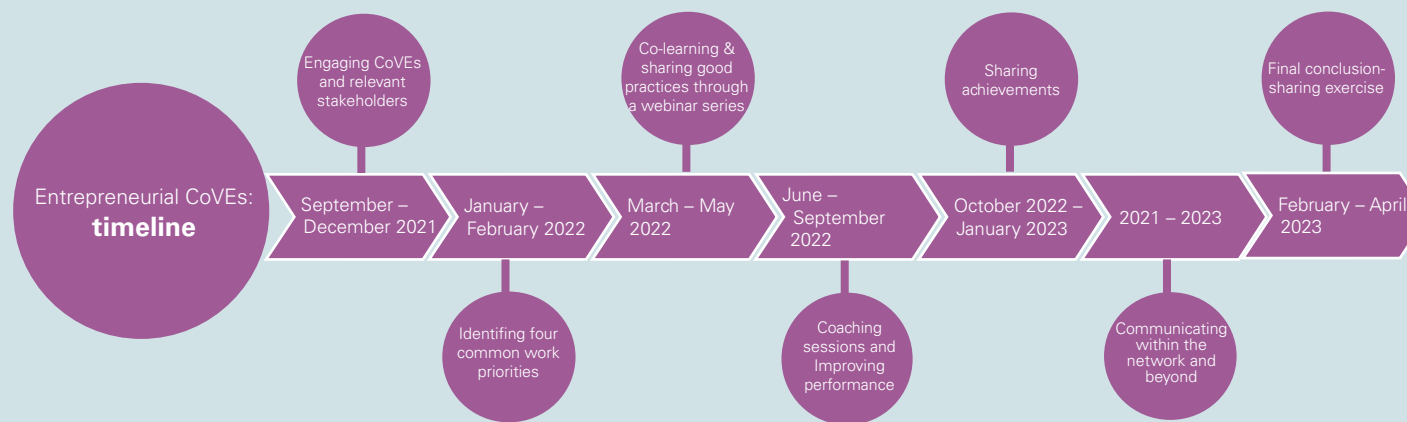 Entrepreneurial CoVEs:
timeline
Engaging CoVEs
and relevant
stakeholders
September –
December 2021
January –
February 2022
Identifing four
common work
priorities
Co-learning &
sharing good
practices through
a webinar series
March – May
2022
June –
September
2022
Coaching
sessions and
Improving
performance
Sharing
achievements
October 2022 –
January 2023
2021 – 2023
Communicating
within the
network and
beyond
Final conclusion-
sharing exercise
February – April
2023